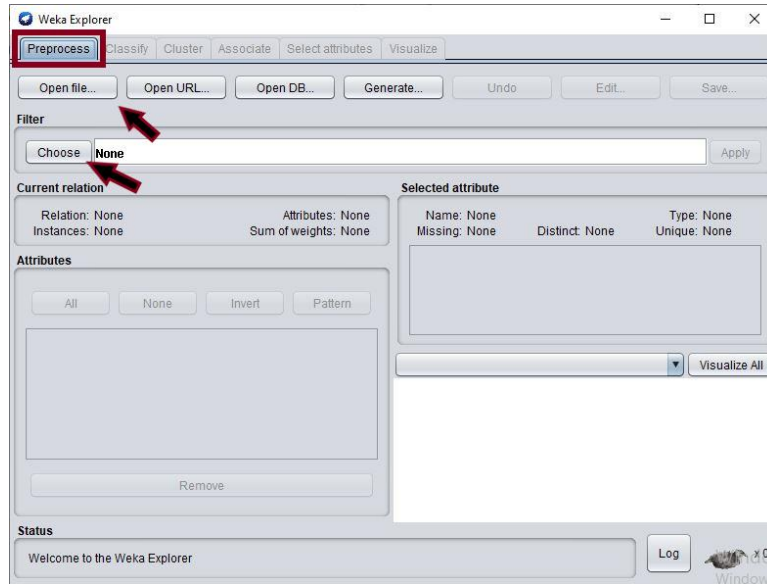 Weka Explorer
Preprocess Classify Cluster Associate Select attributes Visualize
Open file... Open URL... Open DB... Generate... Undo Edit... Save...
Filter
Choose None Apply
Current relation
Relation: None Attributes: None
Instances: None Sum of weights: None
Selected attribute
Name: None Type: None
Missing: None Distinct: None Unique: None
Attributes
All None Invert Pattern
Remove
Visualize All
Status
Welcome to the Weka Explorer
Log
Window